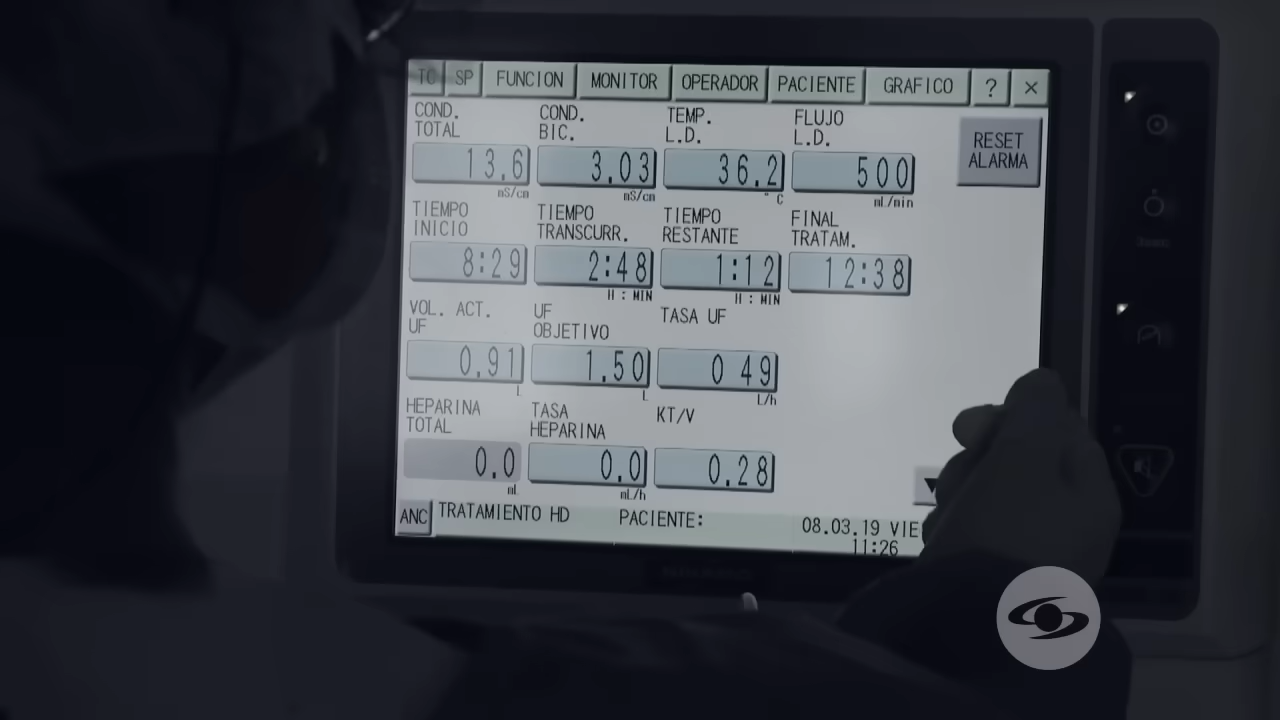 TC SP FUNCION MONITOR OPERADOR PACIENTE GRAFICO ? ×
COND. TOTAL
COND. BIC.
TEMP. L.D.
FLUJO L.D.
RESET ALARMA
13.6 3.03 36.2 500
mS/cm mS/cm °C mL/min
TIEMPO INICIO
TIEMPO TRANSCURR.
TIEMPO RESTANTE
FINAL TRATAM.
8:29 2:48 1:12 12:38
H : MIN H : MIN
VOL. ACT. UF
UF OBJETIVO
TASA UF
0.91 1.50 0 49
L L L/h
HEPARINA TOTAL
TASA HEPARINA
KT/V
0.0 0.0 0.28
mL mL/h
ANC TRATAMIENTO HD PACIENTE: 08.03.19 VIE
11:26